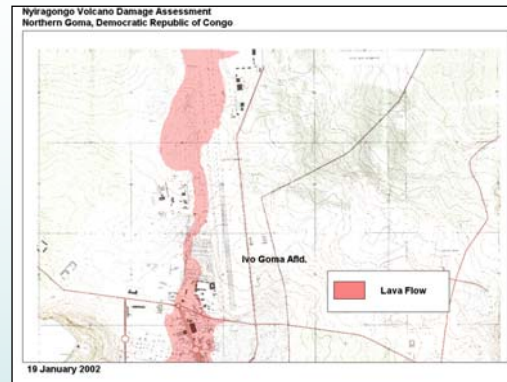 Nyiragongo Volcano Damage Assessment
Northern Goma, Democratic Republic of Congo
Ivo Goma Afld.
Lava Flow
19 January 2002